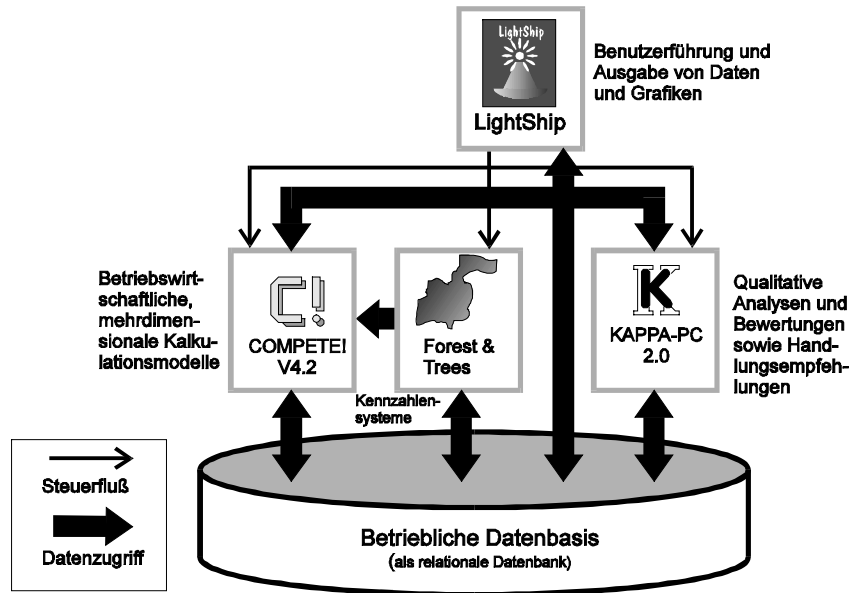 LightShip
LightShip
Benutzerführung und
Ausgabe von Daten
und Grafiken
Betriebswirt-
schaftliche,
mehrdimen-
sionale Kalku-
lationsmodelle
C!
COMPETE!
V4.2
Forest &
Trees
Kennzahlen-
systeme
K
KAPPA-PC
2.0
Qualitative
Analysen und
Bewertungen
sowie Hand-
lungsempfeh-
lungen
Steuerfluß
Datenzugriff
Betriebliche Datenbasis
(als relationale Datenbank)